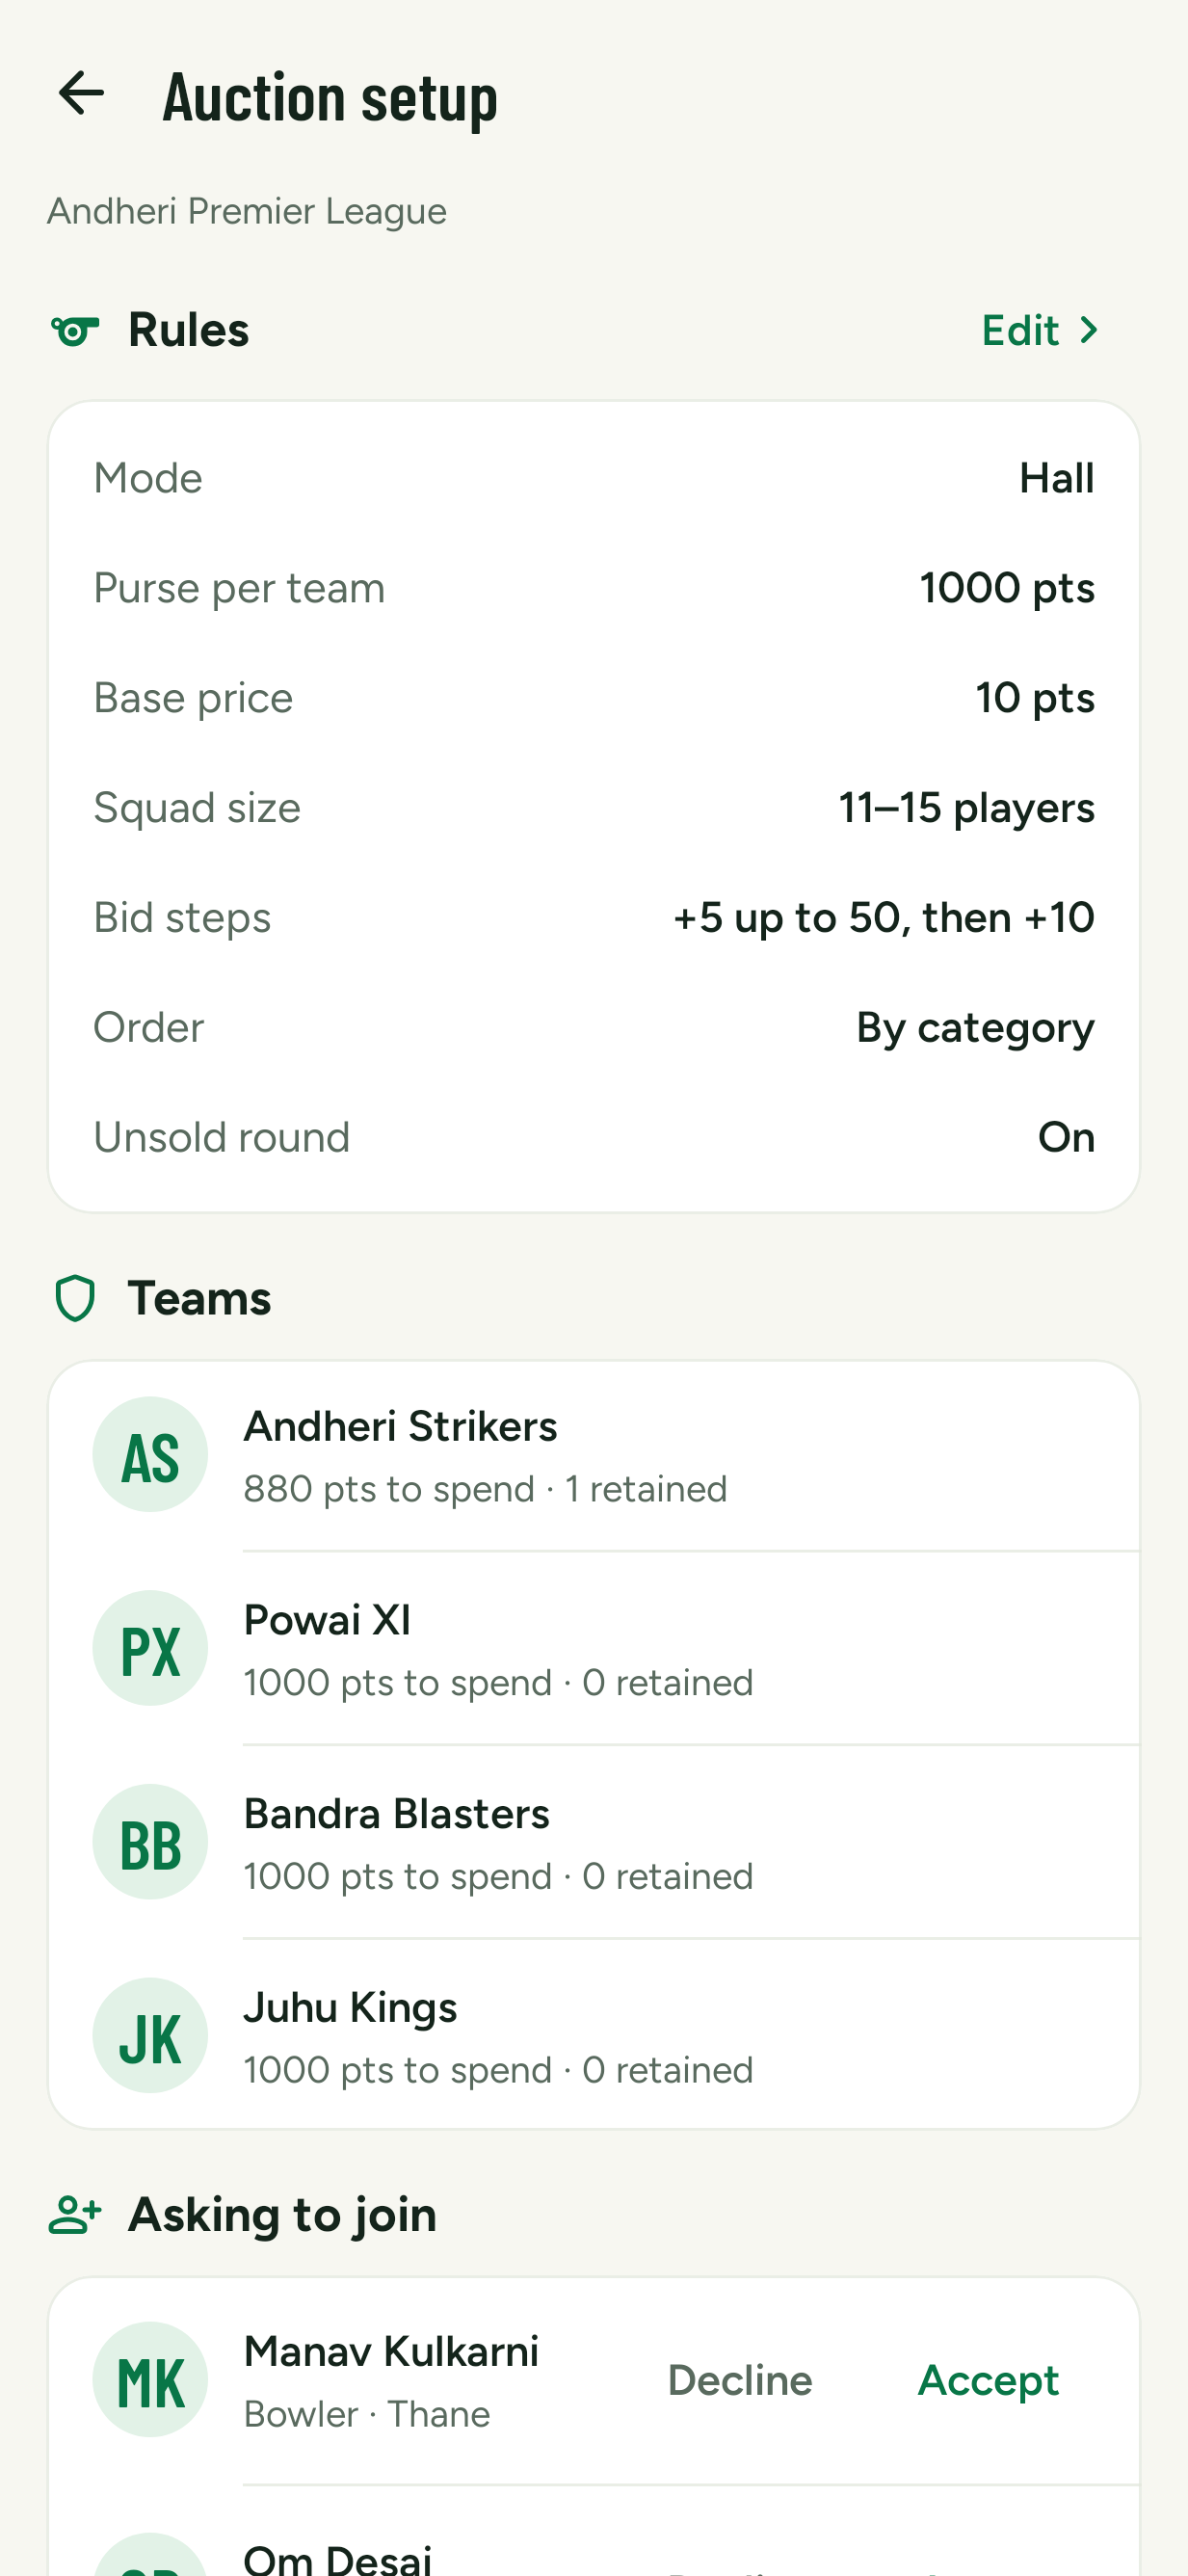 Auction setup
Andheri Premier League
Rules
Edit
Mode
Hall
Purse per team
1000 pts
Base price
10 pts
Squad size
11–15 players
Bid steps
+5 up to 50, then +10
Order
By category
Unsold round
On
Teams
AS
Andheri Strikers
880 pts to spend · 1 retained
PX
Powai XI
1000 pts to spend · 0 retained
BB
Bandra Blasters
1000 pts to spend · 0 retained
JK
Juhu Kings
1000 pts to spend · 0 retained
Asking to join
MK
Manav Kulkarni
Bowler · Thane
Decline
Accept
Om Desai